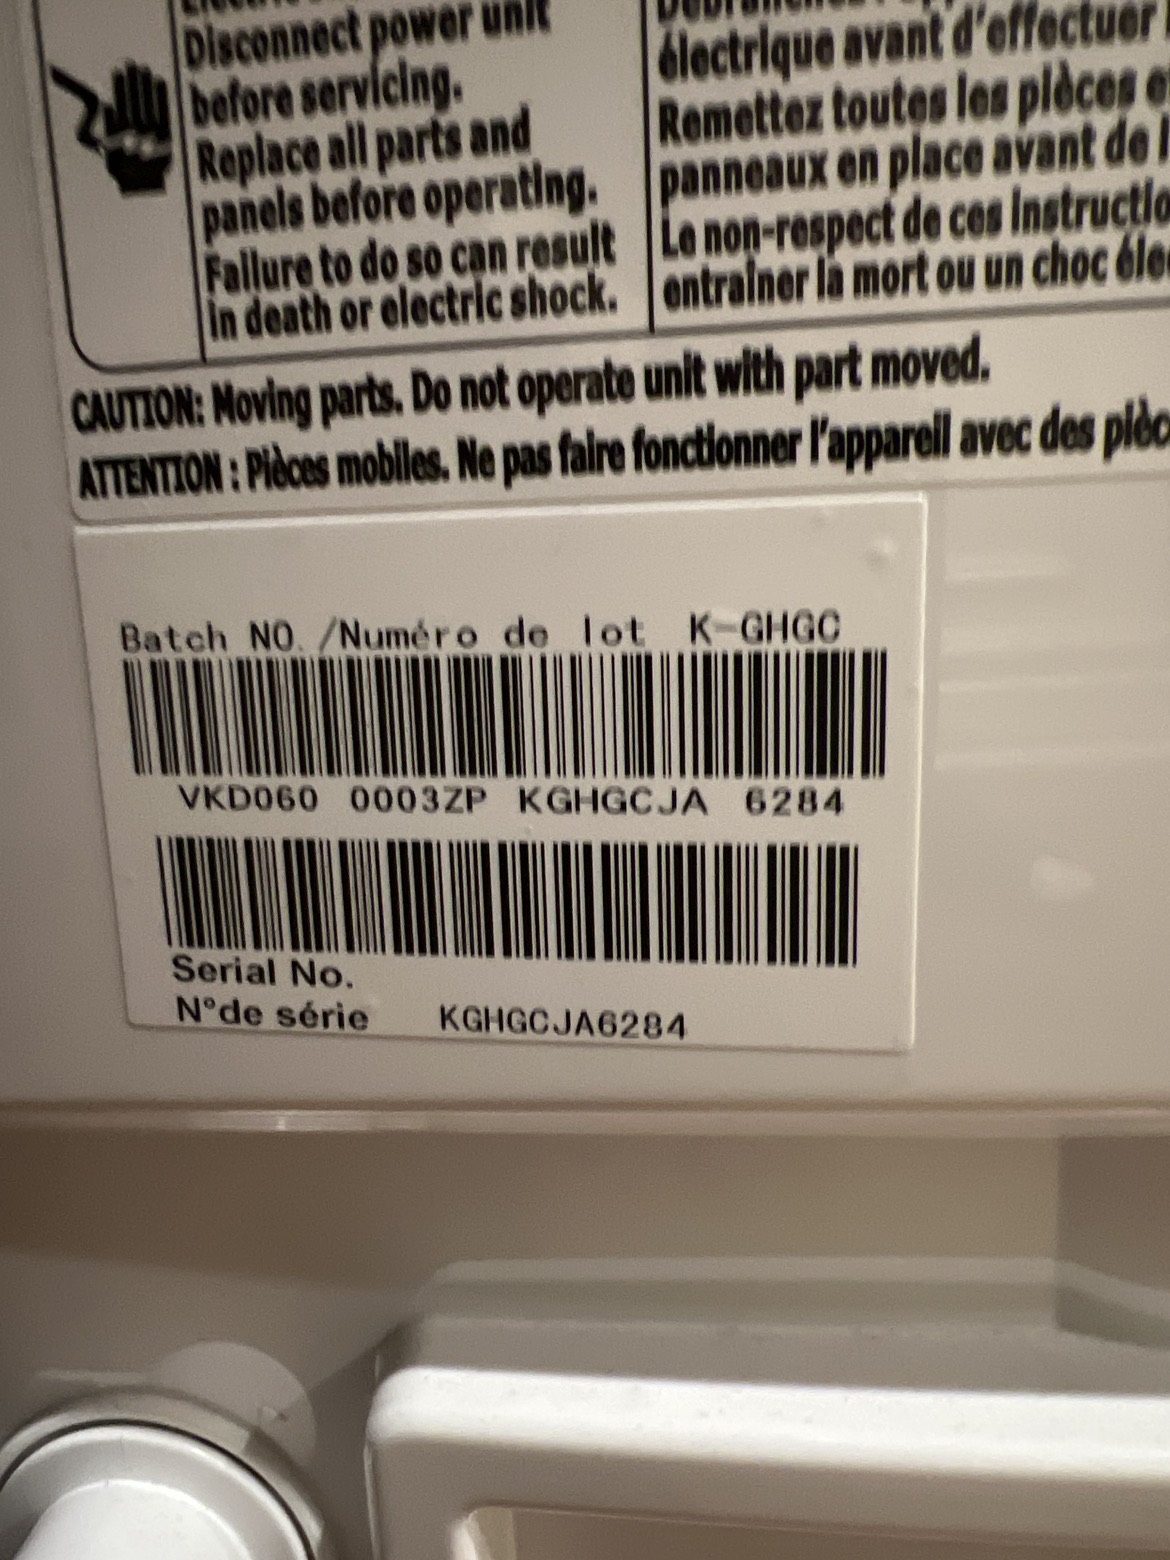 Disconnect power unit
before servicing.
Replace all parts and
panels before operating.
Failure to do so can result
in death or electric shock.
électrique avant d'effectuer
Remettez toutes les pièces
panneaux en place avant de
Le non-respect de ces
entraîner la mort ou un choc
CAUTION: Moving parts. Do not operate unit with part moved.
ATTENTION : Pièces mobiles. Ne pas faire fonctionner l'appareil avec des
Batch NO. /Numéro de lot K-GHGC
VKD060 0003ZP KGHGCJA 6284
Serial No.
N°de série KGHGCJA6284